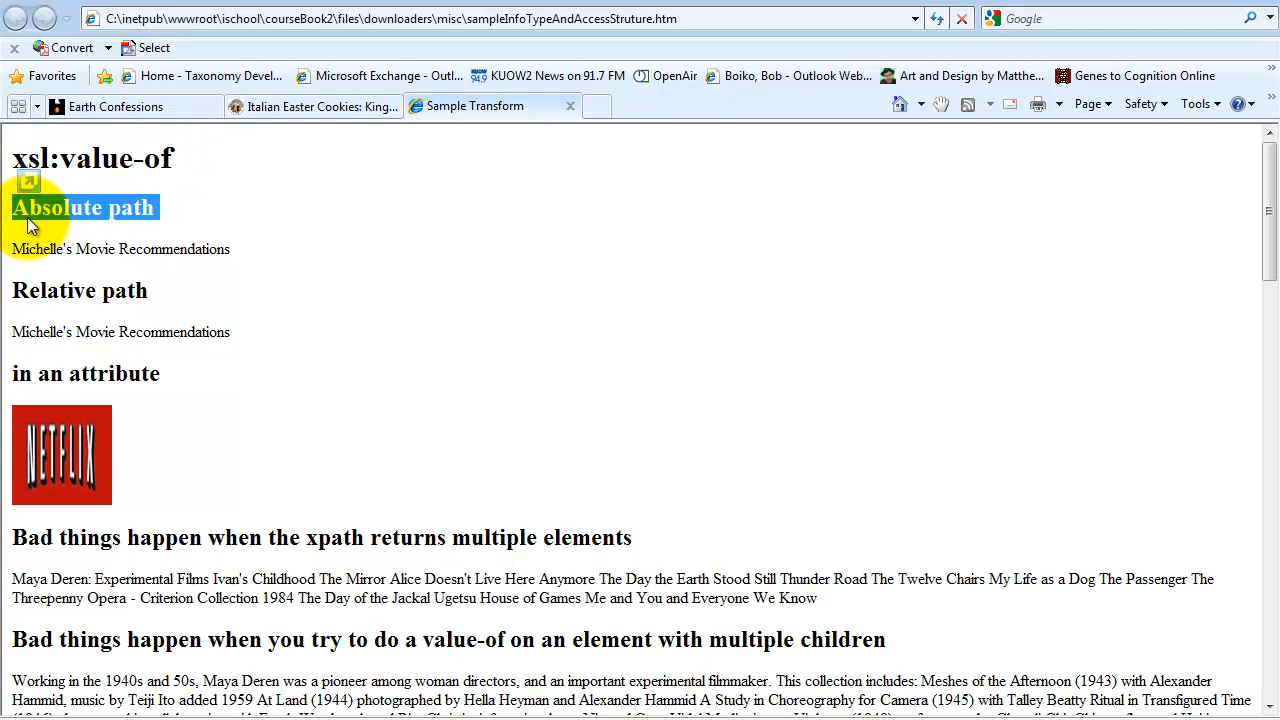 C:\inetpub\wwwroot\ischool\courseBook2\files\downloaders\misc\sampleInfoTypeAndAccessStruture.htm
Google
x Convert Select
Favorites Home - Taxonomy Devel... Microsoft Exchange - Outl... KUOW 94.9 KUOW2 News on 91.7 FM OpenAir Boiko, Bob - Outlook Web... Art and Design by Matthe... Genes to Cognition Online
Earth Confessions Italian Easter Cookies: King... Sample Transform Page Safety Tools
xsl:value-of
Absolute path
Michelle's Movie Recommendations
Relative path
Michelle's Movie Recommendations
in an attribute
NETFLIX
Bad things happen when the xpath returns multiple elements
Maya Deren: Experimental Films Ivan's Childhood The Mirror Alice Doesn't Live Here Anymore The Day the Earth Stood Still Thunder Road The Twelve Chairs My Life as a Dog The Passenger The
Threepenny Opera - Criterion Collection 1984 The Day of the Jackal Ugetsu House of Games Me and You and Everyone We Know
Bad things happen when you try to do a value-of on an element with multiple children
Working in the 1940s and 50s, Maya Deren was a pioneer among woman directors, and an important experimental filmmaker. This collection includes: Meshes of the Afternoon (1943) with Alexander
Hammid, music by Teiji Ito added 1959 At Land (1944) photographed by Hella Heyman and Alexander Hammid A Study in Choreography for Camera (1945) with Talley Beatty Ritual in Transfigured Time